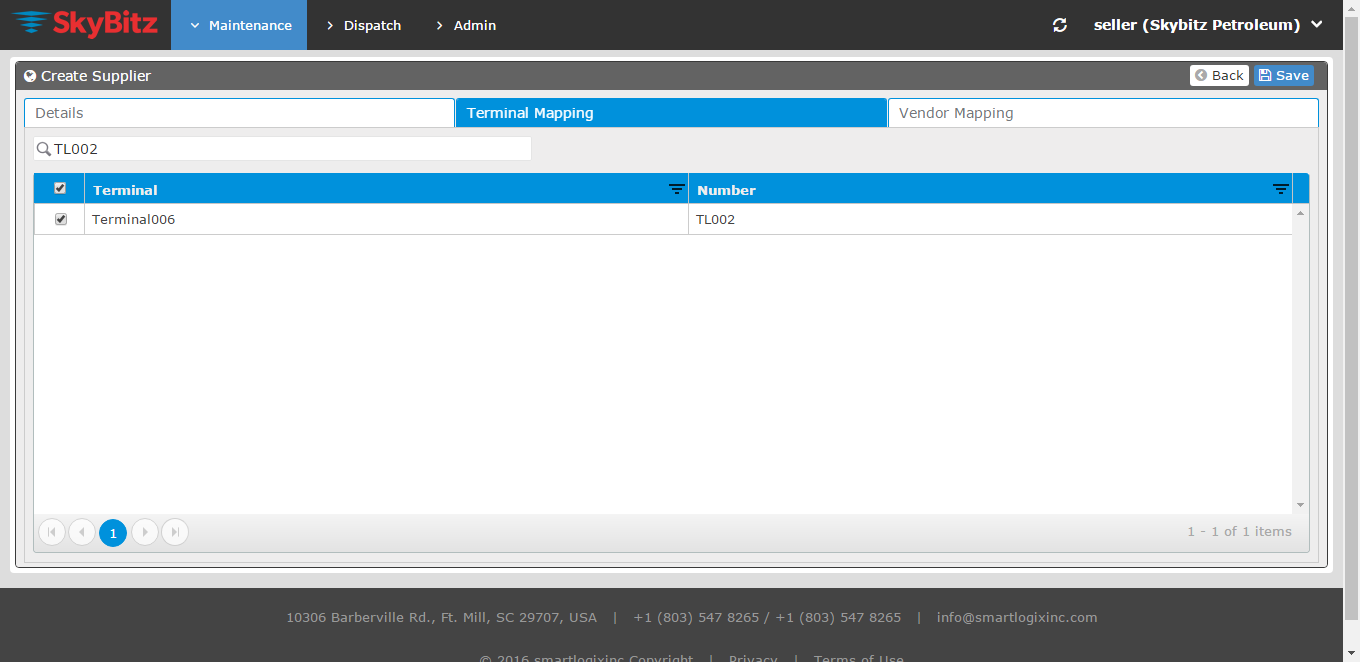 SkyBitz Maintenance Dispatch Admin seller (Skybitz Petroleum)
Create Supplier Back Save
Details Terminal Mapping Vendor Mapping
TL002
Terminal Number
Terminal006 TL002
1 1 - 1 of 1 items
10306 Barberville Rd., Ft. Mill, SC 29707, USA | +1 (803) 547 8265 / +1 (803) 547 8265 | info@smartlogixinc.com
© 2016 smartlogixinc Copyright | Privacy | Terms of Use